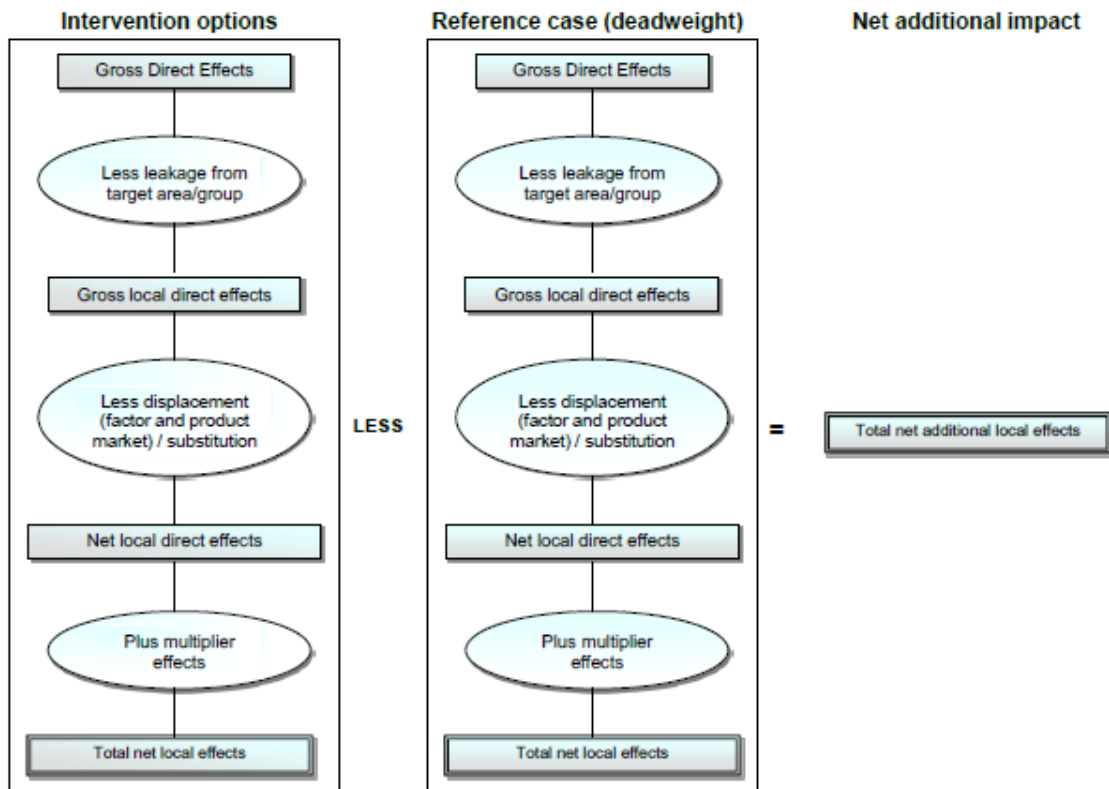 Intervention options
Gross Direct Effects
Less leakage from
target area/group
Gross local direct effects
Less displacement
(factor and product
market) / substitution
Net local direct effects
Plus multiplier
effects
Total net local effects
LESS
Reference case (deadweight)
Gross Direct Effects
Less leakage from
target area/group
Gross local direct effects
Less displacement
(factor and product
market) / substitution
Net local direct effects
Plus multiplier
effects
Total net local effects
=
Net additional impact
Total net additional local effects